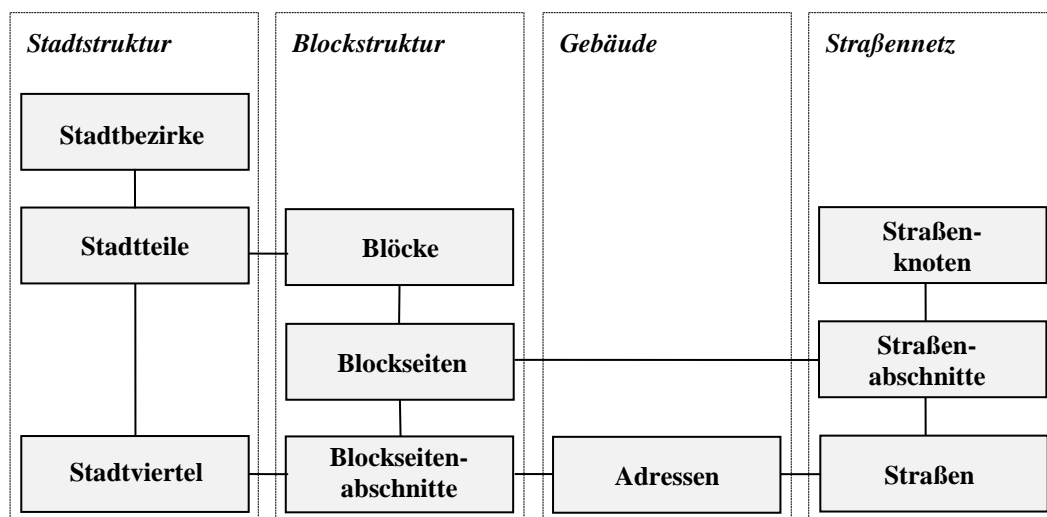 Stadtstruktur
Blockstruktur
Gebäude
Straßennetz
Stadtbezirke
Stadtteile
Blöcke
Straßen-
knoten
Blockseiten
Straßen-
abschnitte
Stadtviertel
Blockseiten-
abschnitte
Adressen
Straßen